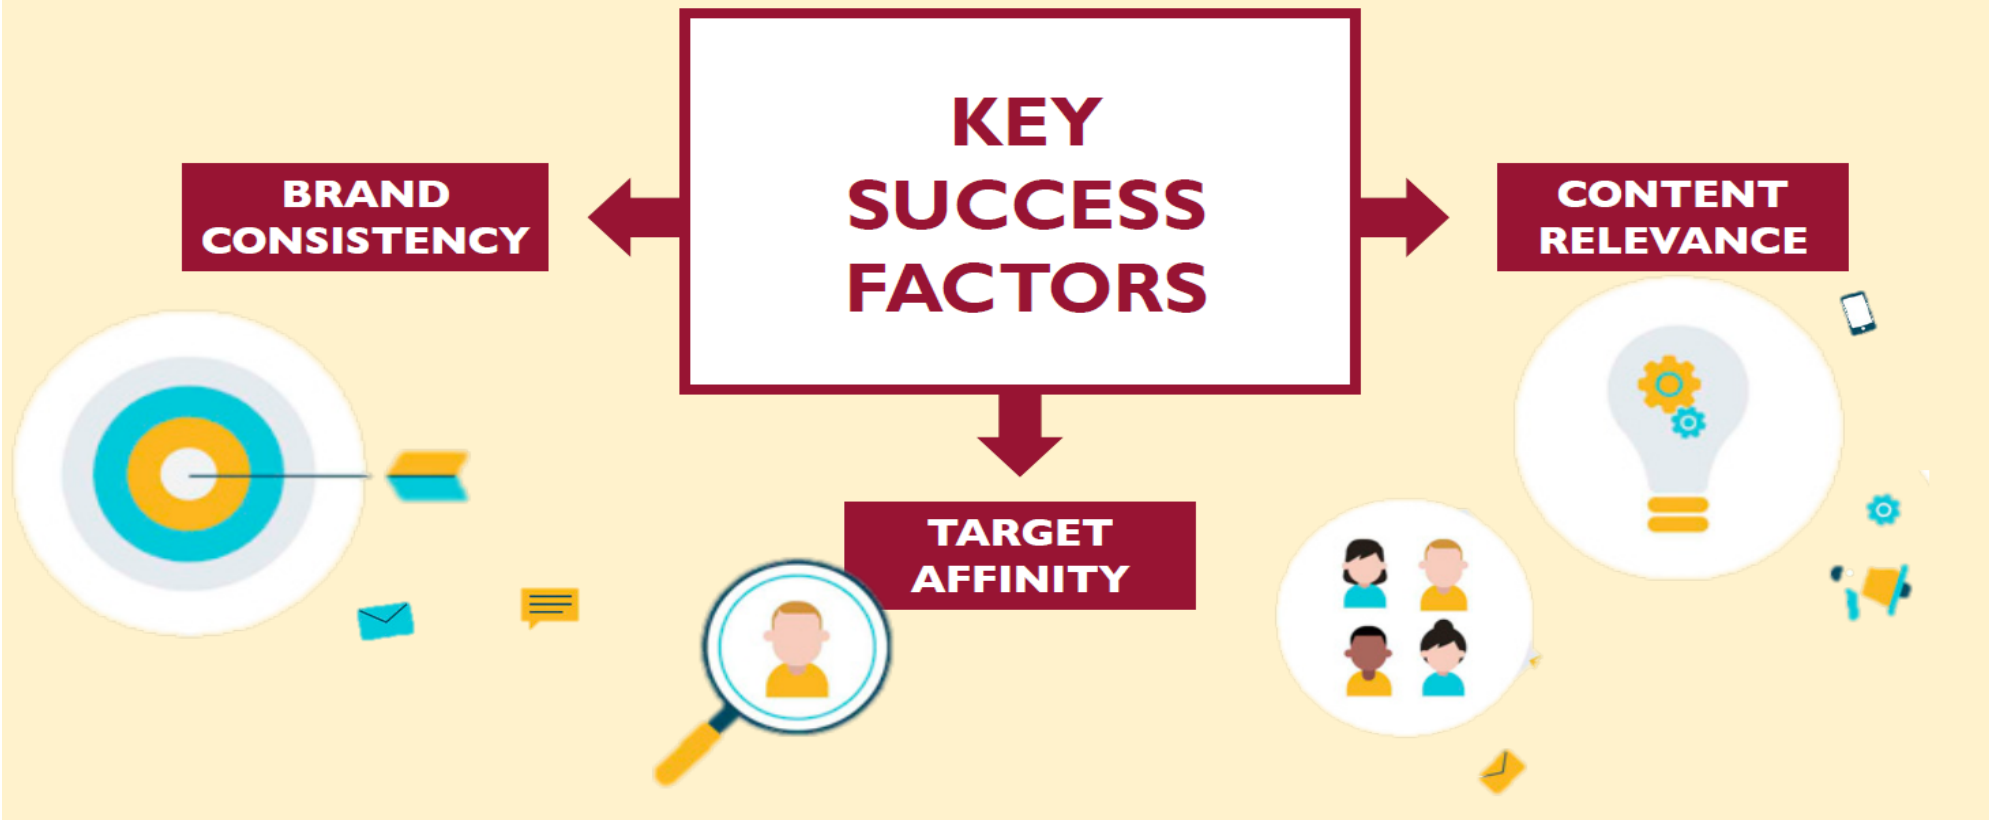 KEY
SUCCESS
FACTORS
BRAND
CONSISTENCY
CONTENT
RELEVANCE
TARGET
AFFINITY